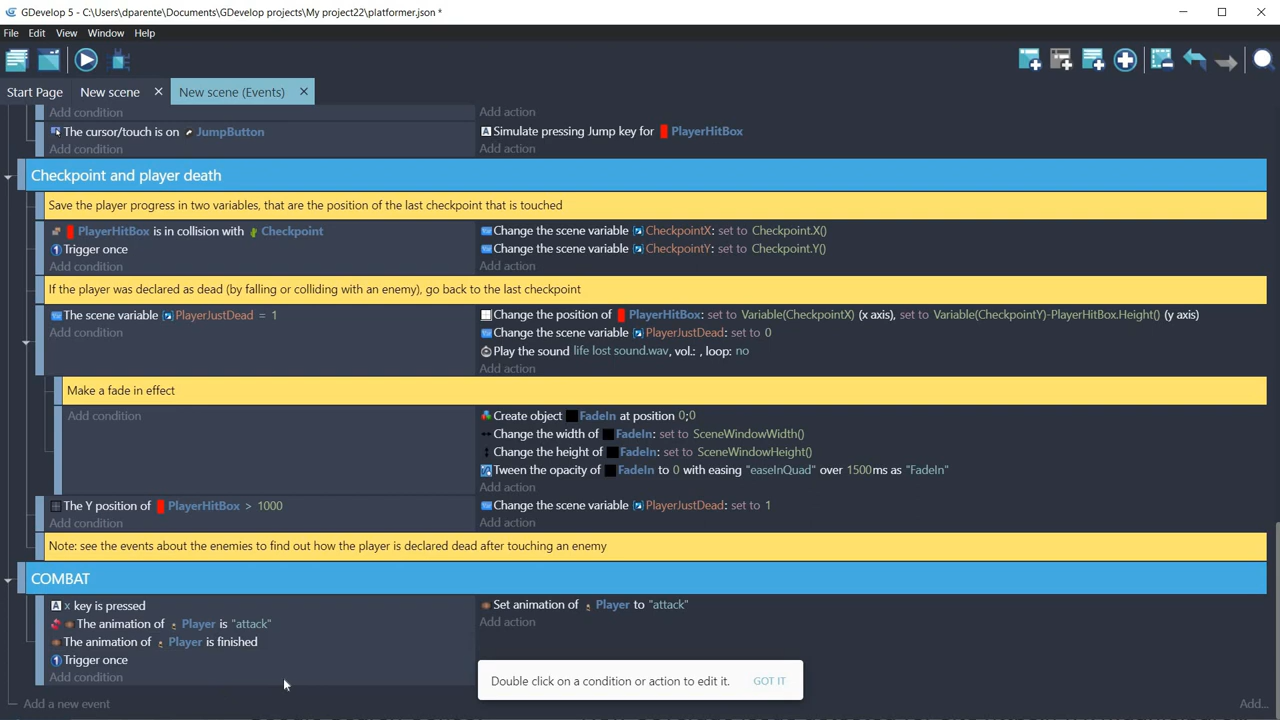 GDevelop 5 - C:\Users\dparente\Documents\GDevelop projects\My project22\platformer.json *
File Edit View Window Help
Start Page New scene New scene (Events)
Add condition Add action
The cursor/touch is on JumpButton Simulate pressing Jump key for PlayerHitBox
Add condition Add action
Checkpoint and player death
Save the player progress in two variables, that are the position of the last checkpoint that is touched
PlayerHitBox is in collision with Checkpoint Change the scene variable CheckpointX: set to Checkpoint.X()
Trigger once Change the scene variable CheckpointY: set to Checkpoint.Y()
Add condition Add action
If the player was declared as dead (by falling or colliding with an enemy), go back to the last checkpoint
The scene variable PlayerJustDead = 1 Change the position of PlayerHitBox: set to Variable(CheckpointX) (x axis), set to Variable(CheckpointY)-PlayerHitBox.Height() (y axis)
Add condition Change the scene variable PlayerJustDead: set to 0
Play the sound life lost sound.wav, vol.: , loop: no
Add action
Make a fade in effect
Add condition Create object FadeIn at position 0;0
Change the width of FadeIn: set to SceneWindowWidth()
Change the height of FadeIn: set to SceneWindowHeight()
Tween the opacity of FadeIn to 0 with easing "easeInQuad" over 1500ms as "FadeIn"
Add action
The Y position of PlayerHitBox > 1000 Change the scene variable PlayerJustDead: set to 1
Add condition Add action
Note: see the events about the enemies to find out how the player is declared dead after touching an enemy
COMBAT
x key is pressed Set animation of Player to "attack"
The animation of Player is "attack" Add action
The animation of Player is finished
Trigger once
Add condition
Double click on a condition or action to edit it. GOT IT
Add a new event Add...